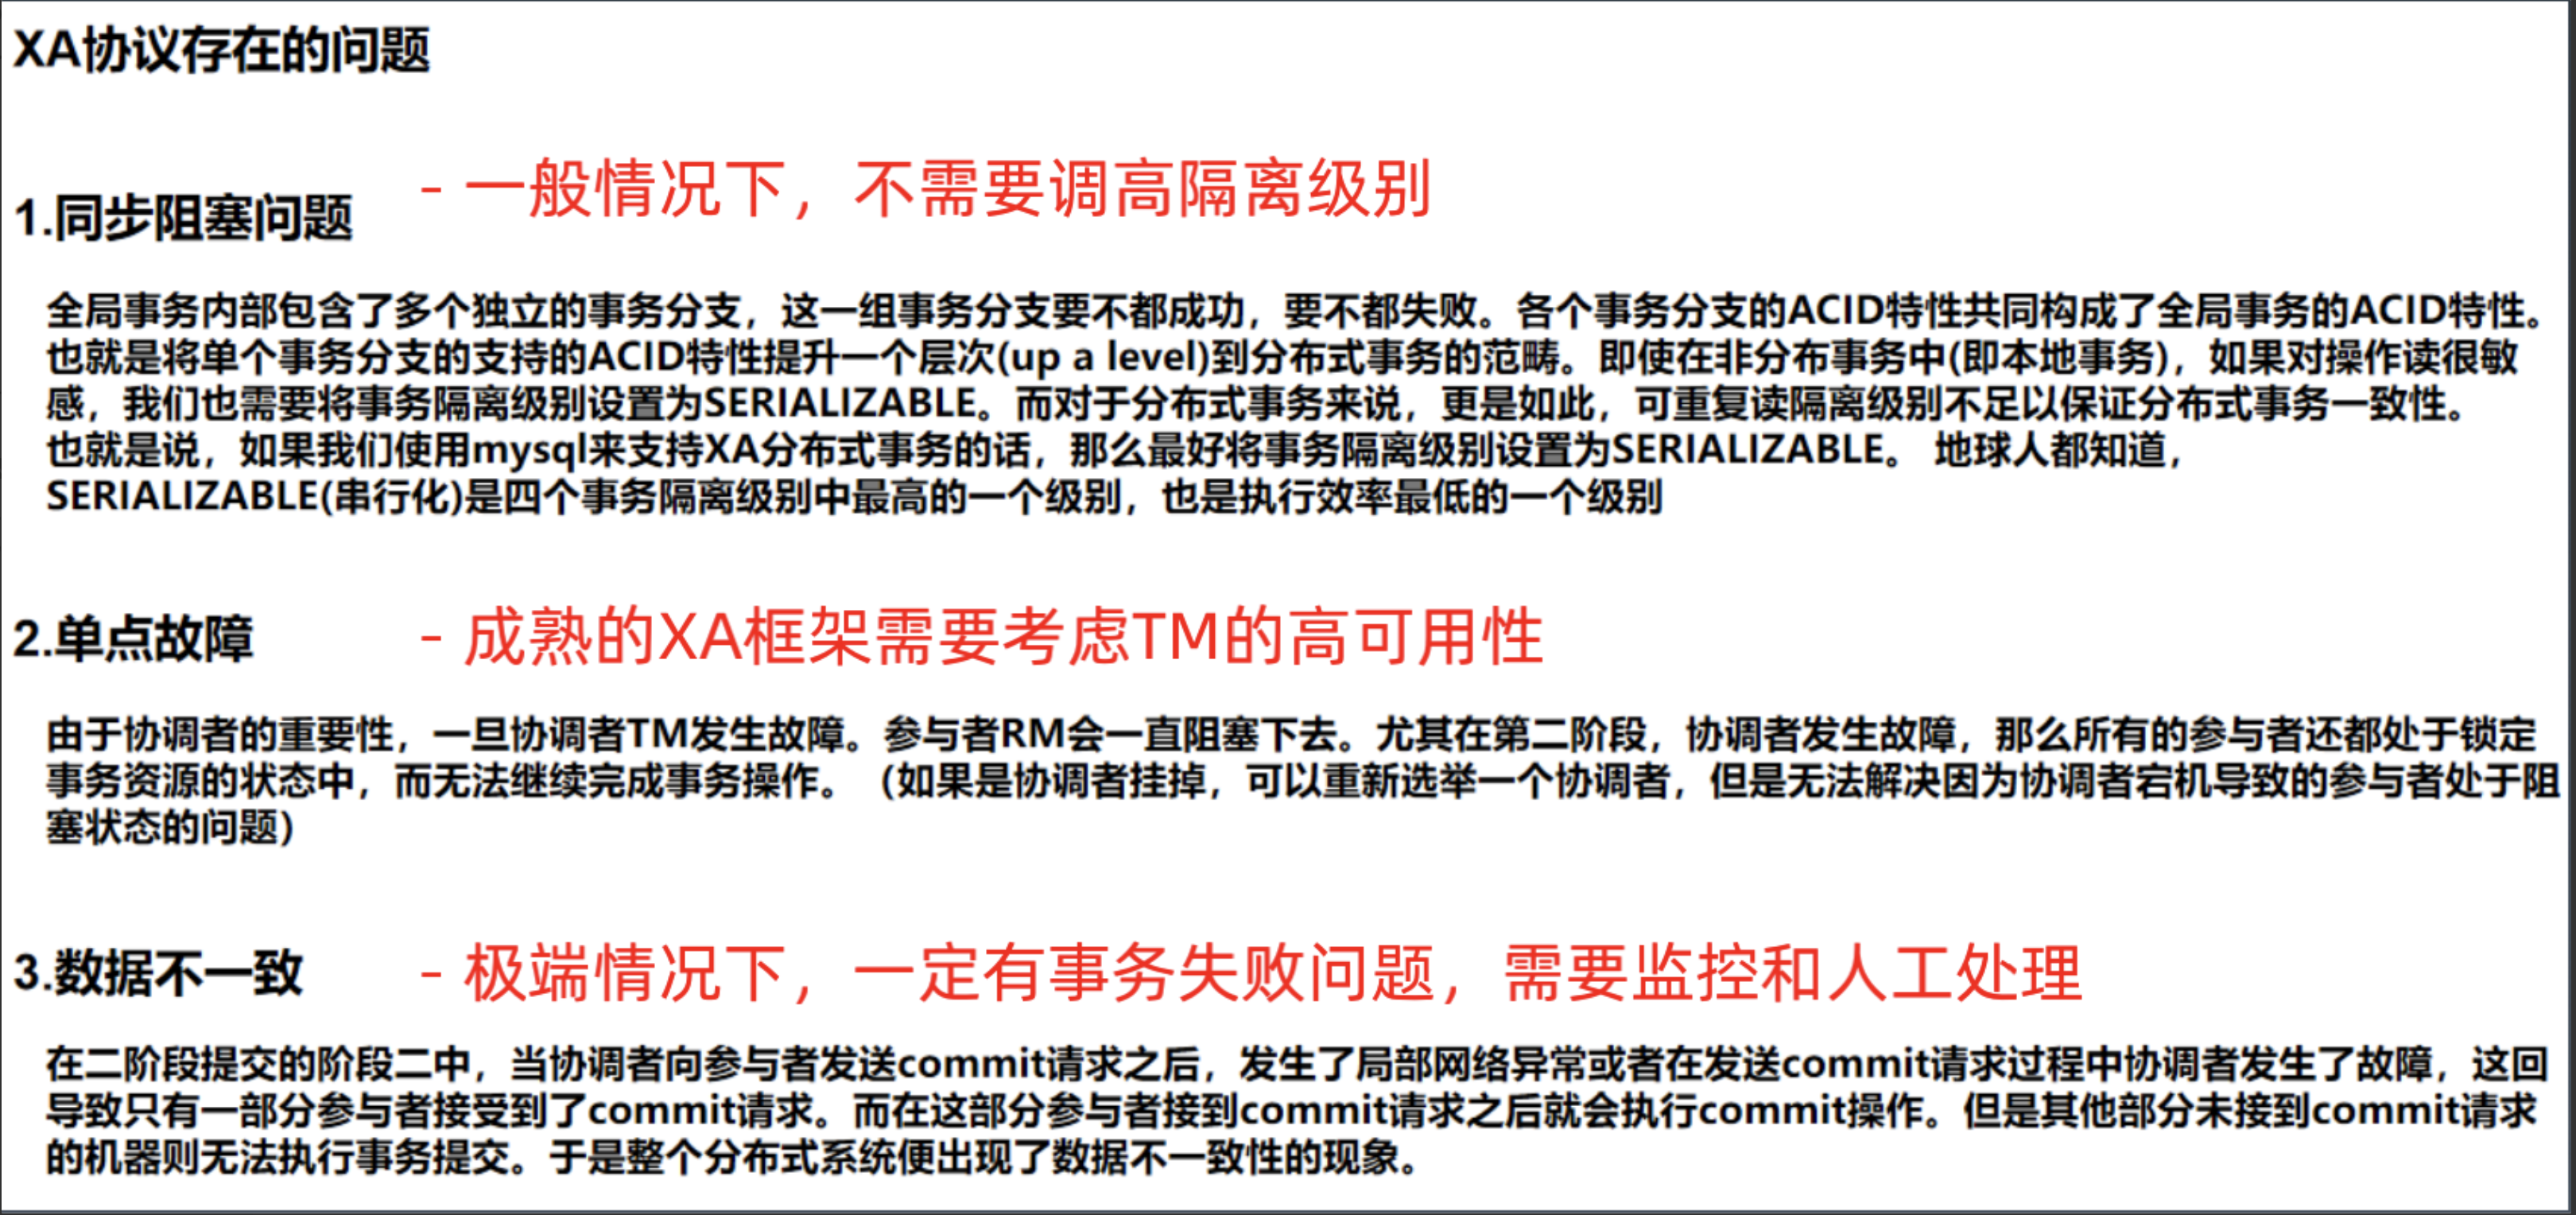 XA协议存在的问题
- 一般情况下，不需要调高隔离级别
1.同步阻塞问题
全局事务内部包含了多个独立的事务分支，这一组事务分支要不都成功，要不都失败。各个事务分支的ACID特性共同构成了全局事务的ACID特性。
也就是将单个事务分支的支持的ACID特性提升一个层次(up a level)到分布式事务的范畴。即使在非分布事务中(即本地事务)，如果对操作读很敏
感，我们也需要将事务隔离级别设置为SERIALIZABLE。而对于分布式事务来说，更是如此，可重复读隔离级别不足以保证分布式事务一致性。
也就是说，如果我们使用mysql来支持XA分布式事务的话，那么最好将事务隔离级别设置为SERIALIZABLE。 地球人都知道，
SERIALIZABLE(串行化)是四个事务隔离级别中最高的一个级别，也是执行效率最低的一个级别
2.单点故障 - 成熟的XA框架需要考虑TM的高可用性
由于协调者的重要性，一旦协调者TM发生故障。参与者RM会一直阻塞下去。尤其在第二阶段，协调者发生故障，那么所有的参与者还都处于锁定
事务资源的状态中，而无法继续完成事务操作。（如果是协调者挂掉，可以重新选举一个协调者，但是无法解决因为协调者宕机导致的参与者处于阻
塞状态的问题）
3.数据不一致 - 极端情况下，一定有事务失败问题，需要监控和人工处理
在二阶段提交的阶段二中，当协调者向参与者发送commit请求之后，发生了局部网络异常或者在发送commit请求过程中协调者发生了故障，这回
导致只有一部分参与者接受到了commit请求。而在这部分参与者接到commit请求之后就会执行commit操作。但是其他部分未接到commit请求
的机器则无法执行事务提交。于是整个分布式系统便出现了数据不一致性的现象。